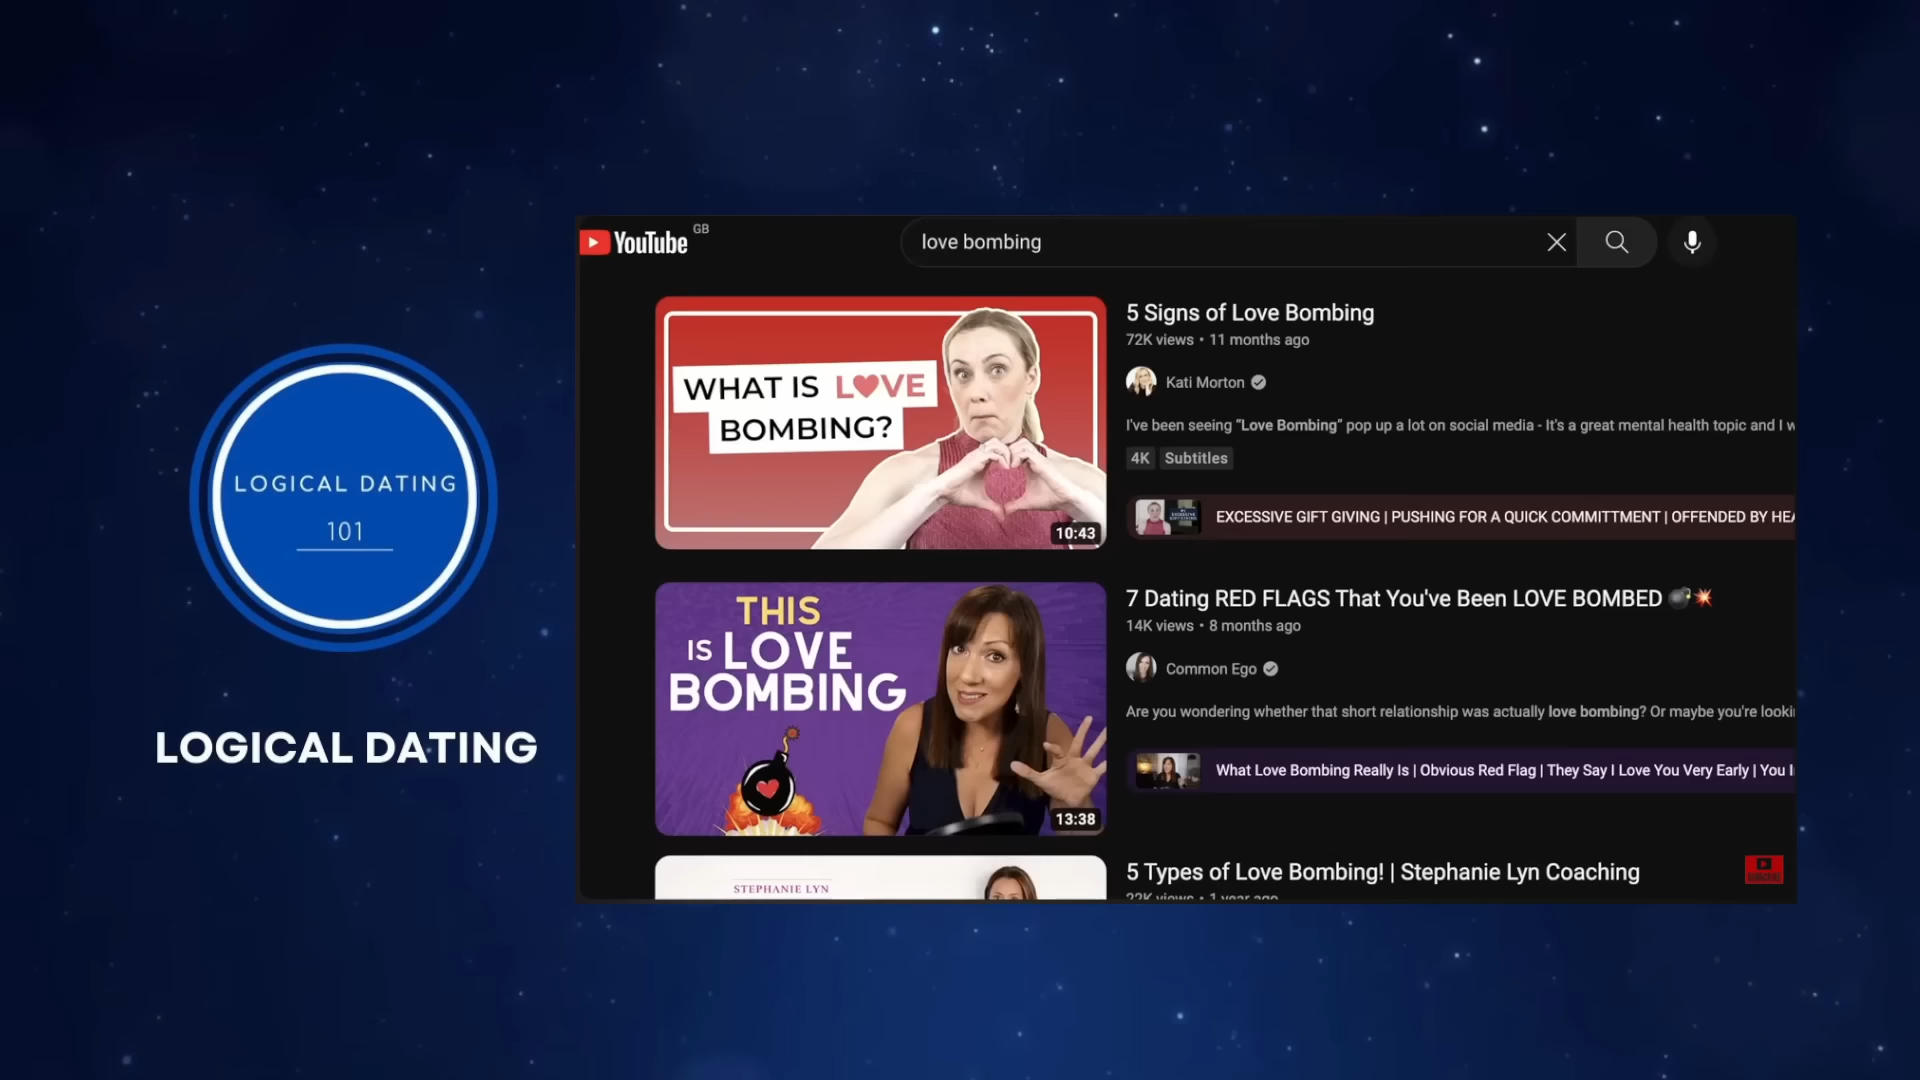 LOGICAL DATING
101
LOGICAL DATING
YouTube GB
love bombing
WHAT IS LOVE
BOMBING?
10:43
5 Signs of Love Bombing
72K views • 11 months ago
Kati Morton
I've been seeing “Love Bombing” pop up a lot on social media - It's a great mental health topic and I w
4K Subtitles
EXCESSIVE GIFT GIVING | PUSHING FOR A QUICK COMMITTMENT | OFFENDED BY HEA
THIS
IS LOVE
BOMBING
13:38
7 Dating RED FLAGS That You've Been LOVE BOMBED 💣💥
14K views • 8 months ago
Common Ego
Are you wondering whether that short relationship was actually love bombing? Or maybe you're looki
What Love Bombing Really Is | Obvious Red Flag | They Say I Love You Very Early | You I
STEPHANIE LYN
5 Types of Love Bombing! | Stephanie Lyn Coaching
22K views • 1 year ago